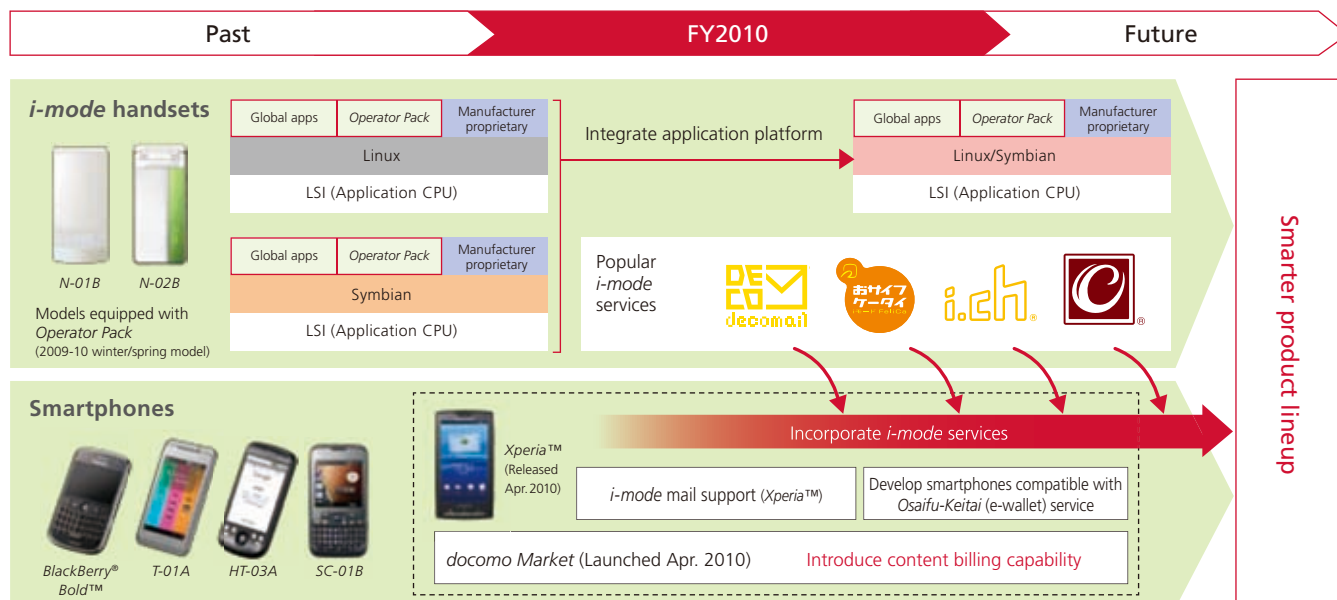 Past
FY2010
Future
i-mode handsets
N-01B
N-02B
Models equipped with
Operator Pack
(2009-10 winter/spring model)
Global apps
Operator Pack
Manufacturer
proprietary
Linux
LSI (Application CPU)
Global apps
Operator Pack
Manufacturer
proprietary
Symbian
LSI (Application CPU)
Integrate application platform
Global apps
Operator Pack
Manufacturer
proprietary
Linux/Symbian
LSI (Application CPU)
Popular
i-mode
services
DE
CO
decomail
おサイフ
ケータイ
i.ch®
®
Smartphones
BlackBerry®
Bold™
T-01A
HT-03A
SC-01B
Xperia™
(Released
Apr. 2010)
Incorporate i-mode services
i-mode mail support (Xperia™)
Develop smartphones compatible with
Osaifu-Keitai (e-wallet) service
docomo Market (Launched Apr. 2010)
Introduce content billing capability
Smarter product lineup